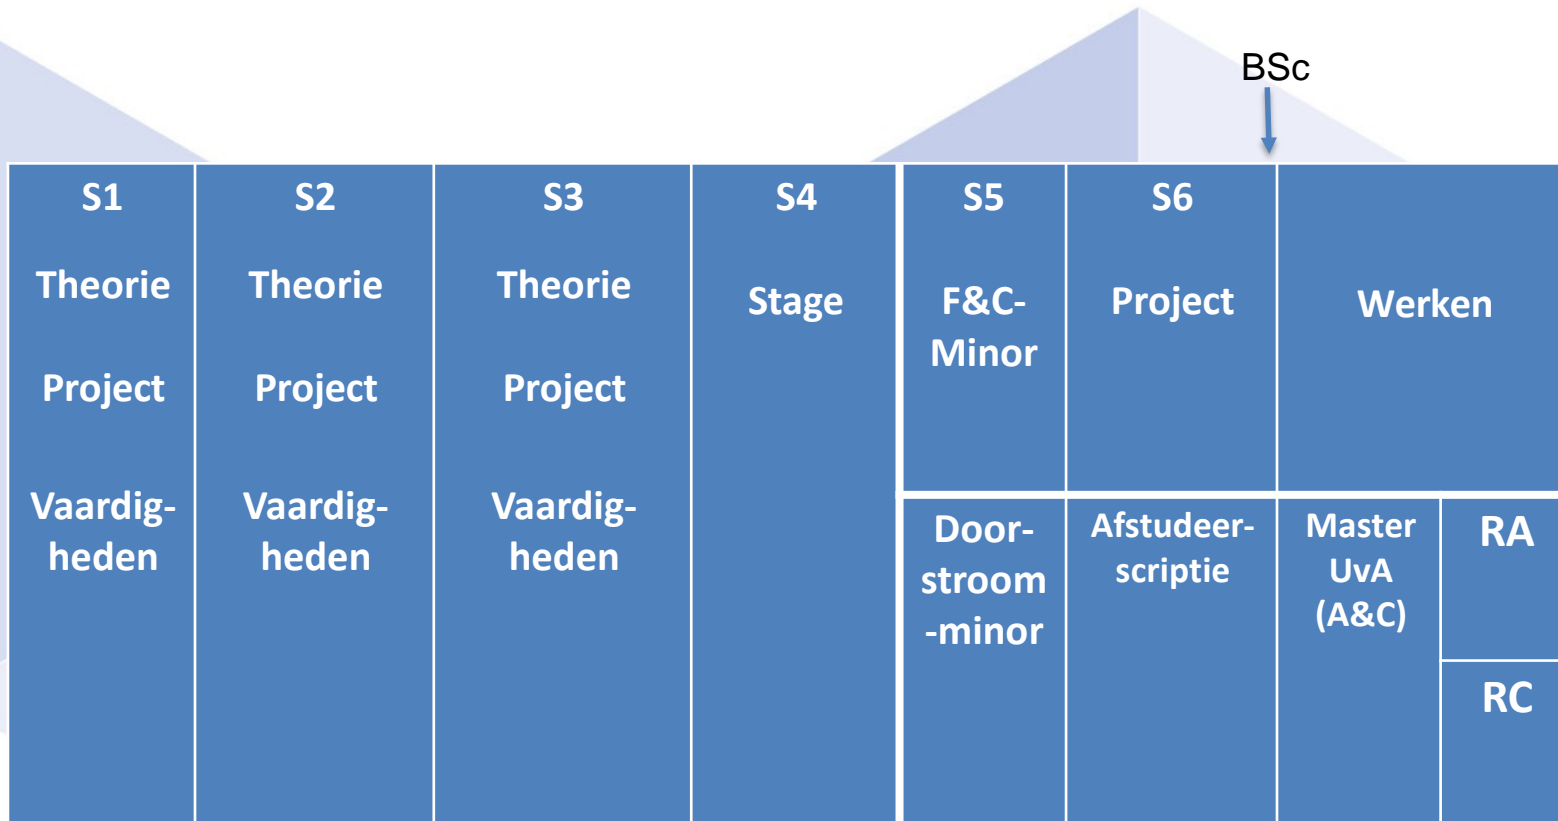 BSc
S1
Theorie
Project
Vaardig-
heden
S2
Theorie
Project
Vaardig-
heden
S3
Theorie
Project
Vaardig-
heden
S4
Stage
S5
F&C-
Minor
S6
Project
Werken
Door-
stroom
-minor
Afstudeer-
scriptie
Master
UvA
(A&C)
RA
RC